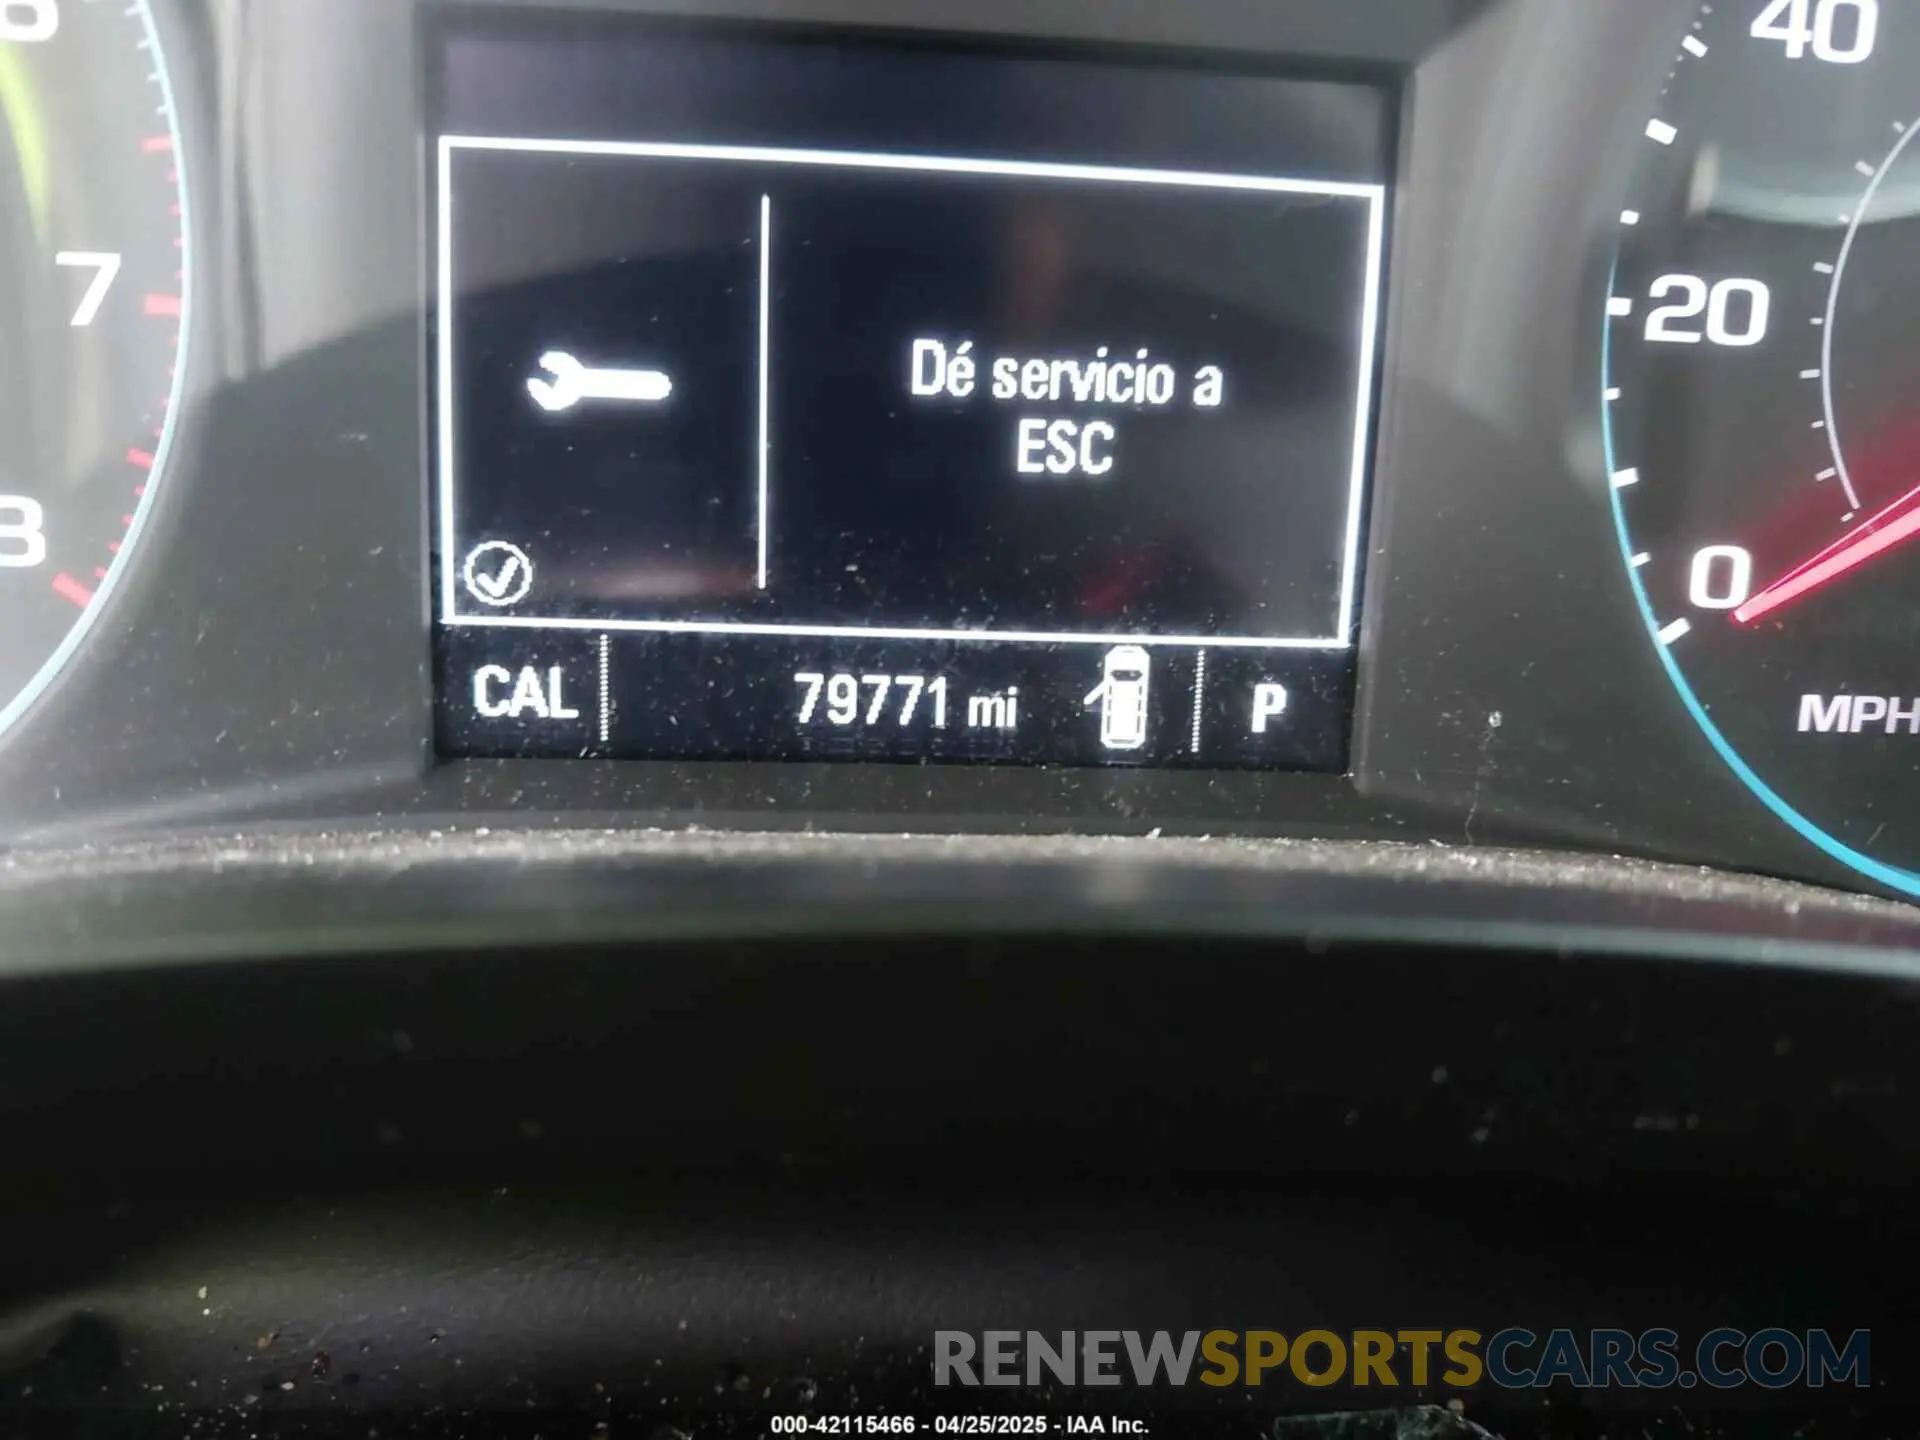 40
7
20
Dé servicio a
ESC
0
CAL
79771 mi
P
MPH
RENEWSPORTSCARS.COM
000-42115466 - 04/25/2025 - IAA Inc.